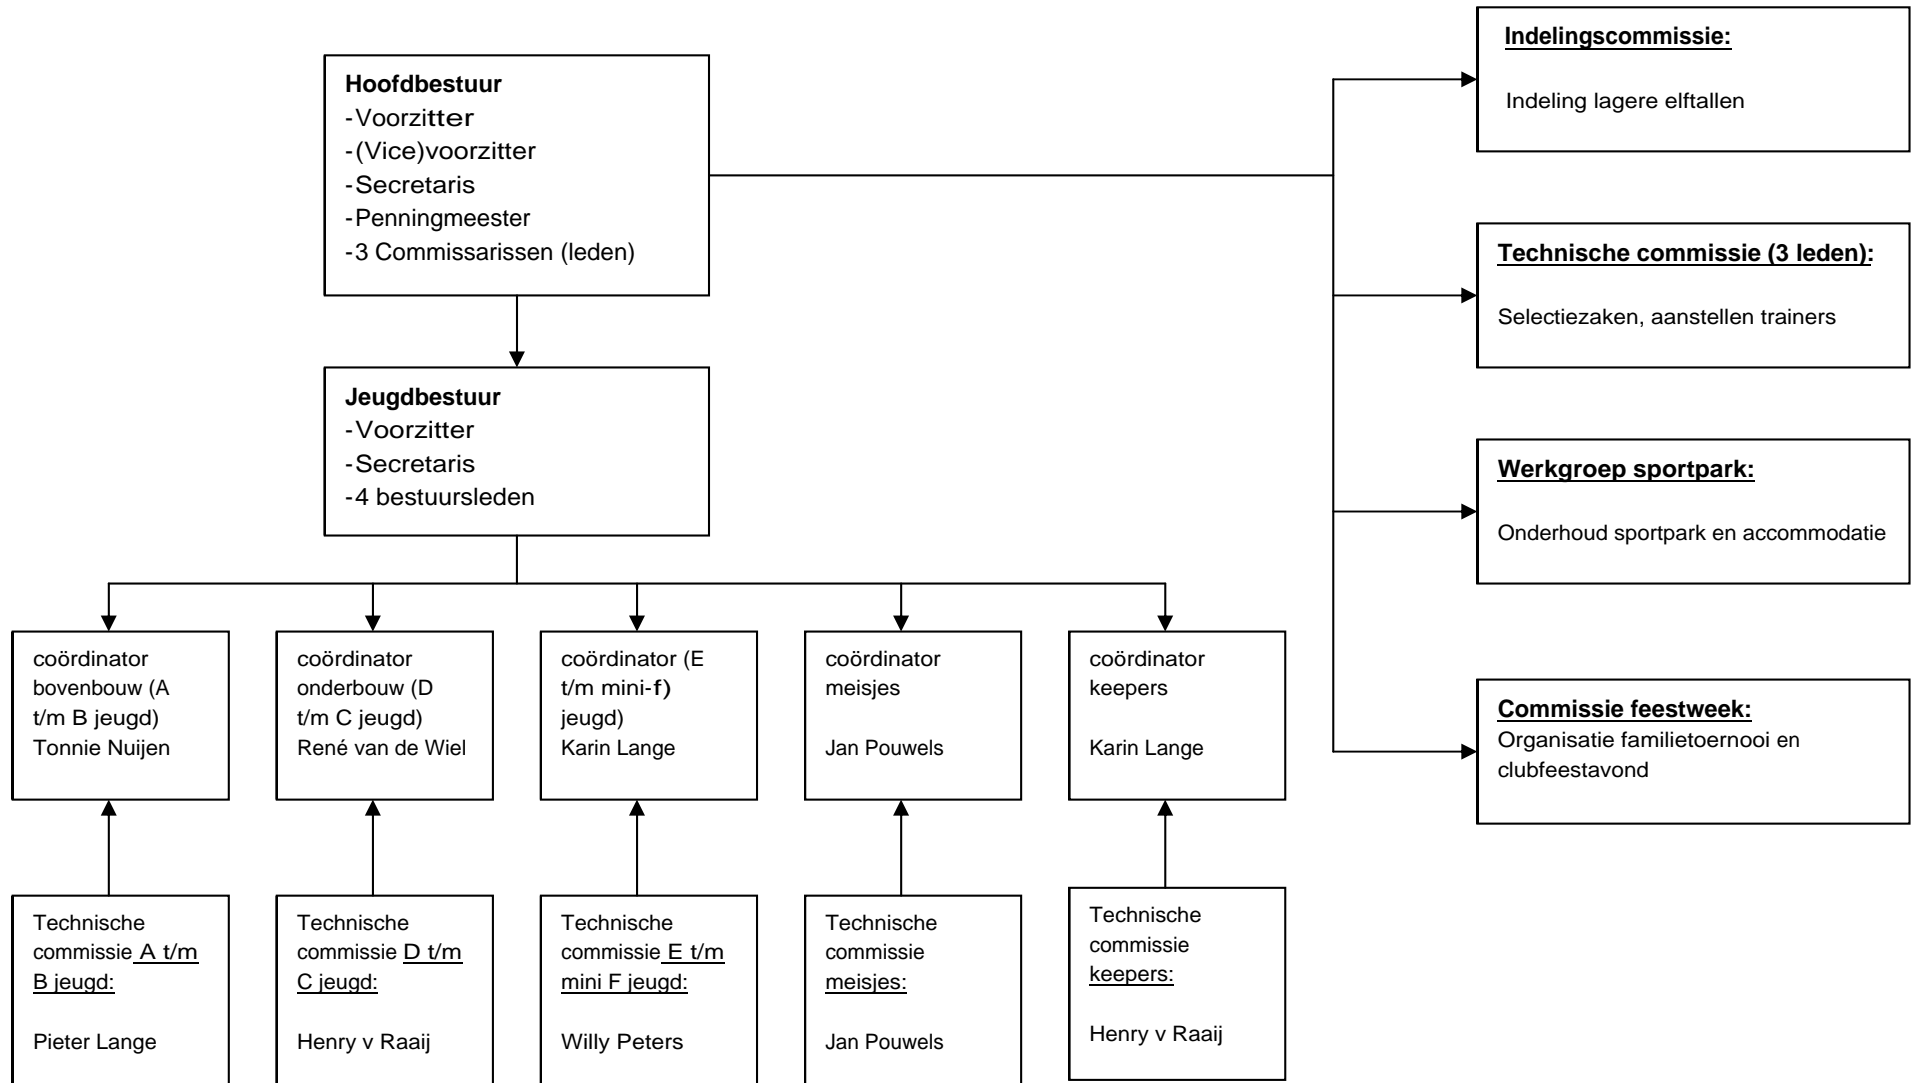 Hoofdbestuur
-Voorzitter
-(Vice)voorzitter
-Secretaris
-Penningmeester
-3 Commissarissen (leden)
Jeugdbestuur
-Voorzitter
-Secretaris
-4 bestuursleden
Indelingscommissie:
Indeling lagere elftallen
Technische commissie (3 leden):
Selectiezaken, aanstellen trainers
Werkgroep sportpark:
Onderhoud sportpark en accommodatie
Commissie feestweek:
Organisatie familietoernooi en
clubfeestavond
coördinator
bovenbouw (A
t/m B jeugd)
Tonnie Nuijen
coördinator
onderbouw (D
t/m C jeugd)
René van de Wiel
coördinator (E
t/m mini-f)
jeugd)
Karin Lange
coördinator
meisjes
Jan Pouwels
coördinator
keepers
Karin Lange
Technische
commissie A t/m
B jeugd:
Pieter Lange
Technische
commissie D t/m
C jeugd:
Henry v Raaij
Technische
commissie E t/m
mini F jeugd:
Willy Peters
Technische
commissie
meisjes:
Jan Pouwels
Technische
commissie
keepers:
Henry v Raaij